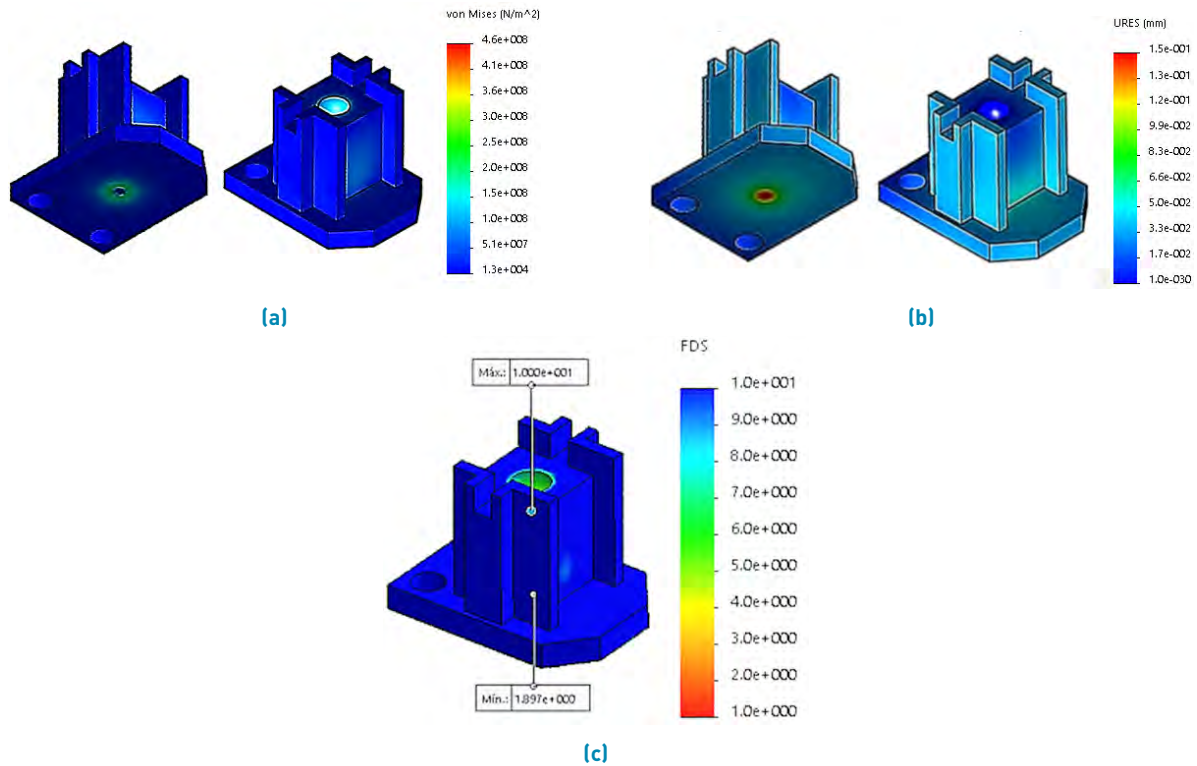 von Mises (N/m^2)
4.6e+008
4.1e+008
3.6e+008
3.0e+008
2.5e+008
1.5e+008
1.0e+008
5.1e+007
1.3e+004
(a)
URES (mm)
1.5e-001
1.3e-001
1.2e-001
9.9e-002
8.3e-002
6.6e-002
5.0e-002
3.3e-002
1.7e-002
1.0e-030
(b)
FDS
Máx.: 1.000e+001
1.0e+001
9.0e+000
8.0e+000
7.0e+000
6.0e+000
5.0e+000
4.0e+000
3.0e+000
2.0e+000
1.0e+000
Mín.: 1.897e+000
(c)